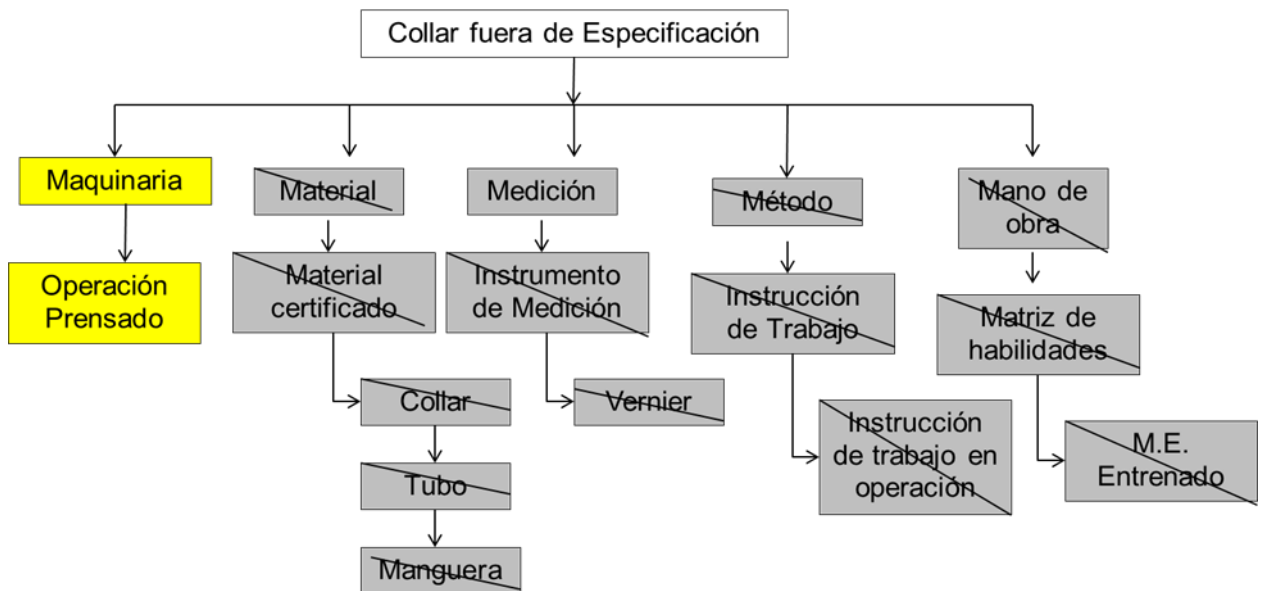 Collar fuera de Especificación
Maquinaria
Operación
Prensado
Material
Material
certificado
Collar
Tubo
Manguera
Medición
Instrumento
de Medición
Vernier
Método
Instrucción
de Trabajo
Instrucción
de trabajo en
operación
Mano de
obra
Matriz de
habilidades
M.E.
Entrenado